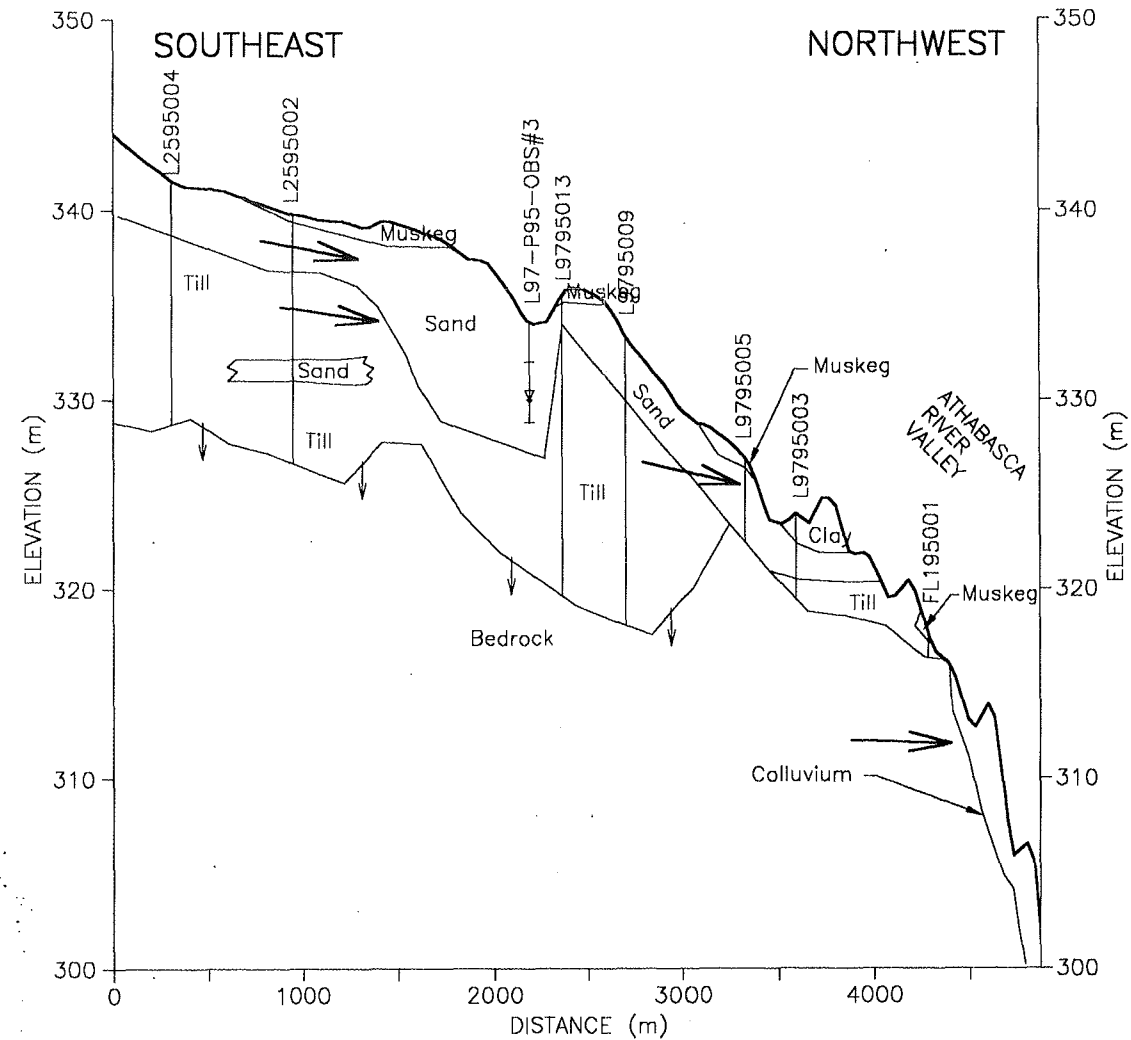 350
350
SOUTHEAST
NORTHWEST
L2595004
L2595002
L97-P95-OBS#3
L9795013
L9795009
L9795005
L9795003
FL195001
340
340
Muskeg
Muskeg
Till
Sand
Sand
Till
Sand
Till
Muskeg
ATHABASCA
RIVER
VALLEY
330
330
ELEVATION (m)
ELEVATION (m)
Clay
Till
Muskeg
320
320
Bedrock
310
310
Colluvium
300
300
0
1000
2000
3000
4000
DISTANCE (m)